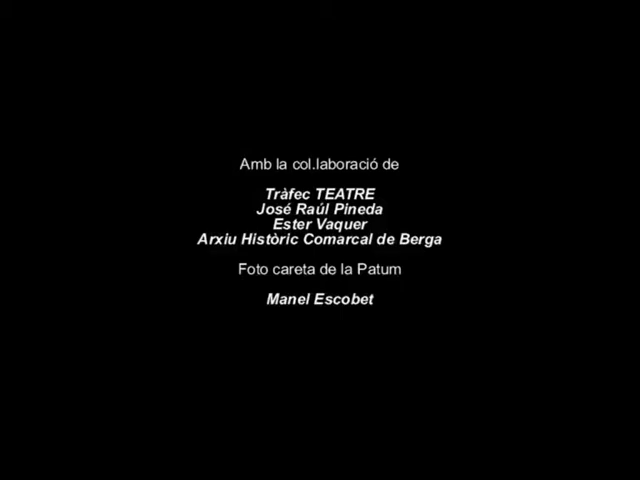 Amb la col.laboració de
Tràfec TEATRE
José Raúl Pineda
Ester Vaquer
Arxiu Històric Comarcal de Berga
Foto careta de la Patum
Manel Escobet